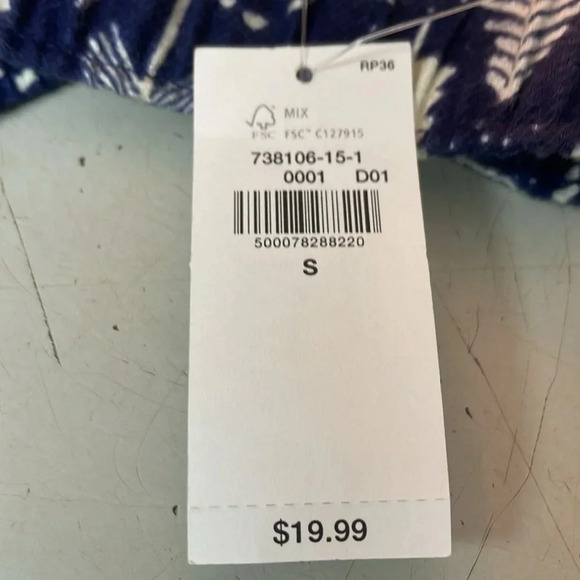 RP36
MIX
FSC FSC™ C127915
738106-15-1
0001 D01
500078288220
S
$19.99